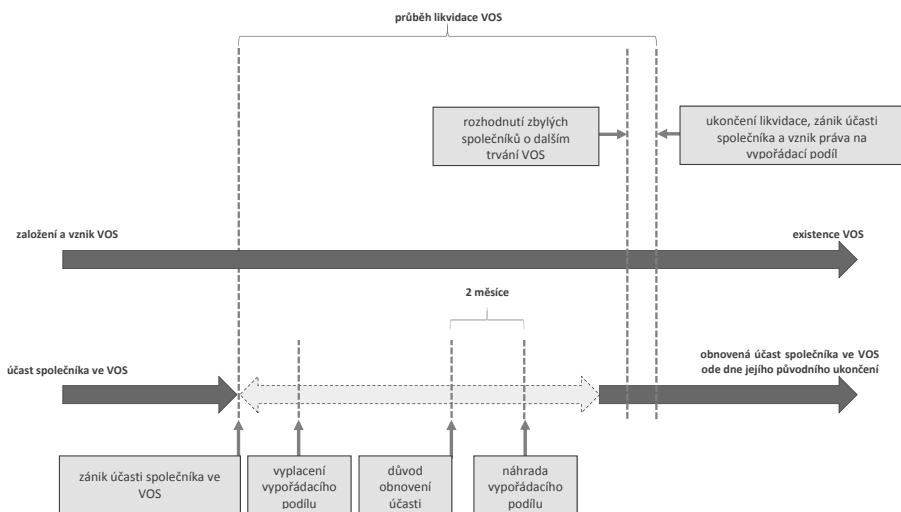 průběh likvidace VOS
rozhodnutí zbylých
společníků o dalším
trvání VOS
ukončení likvidace, zánik účasti
společníka a vznik práva na
vypořádací podíl
založení a vznik VOS
existence VOS
2 měsíce
účast společníka ve VOS
obnovená účast společníka ve VOS
ode dne jejího původního ukončení
zánik účasti společníka ve
VOS
vyplacení
vypořádacího
podílu
důvod
obnovení
účasti
náhrada
vypořádacího
podílu